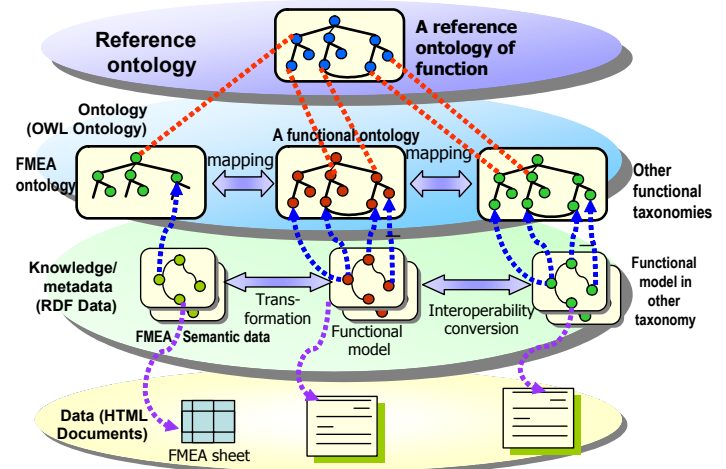 Reference
ontology
A reference
ontology of
function
Ontology
(OWL Ontology)
A functional ontology
FMEA
ontology
mapping
mapping
Other
functional
taxonomies
Knowledge/
metadata
(RDF Data)
Trans-
formation
Interoperability
conversion
Functional
model in
other
taxonomy
FMEA Semantic data
Functional
model
Data (HTML
Documents)
FMEA sheet